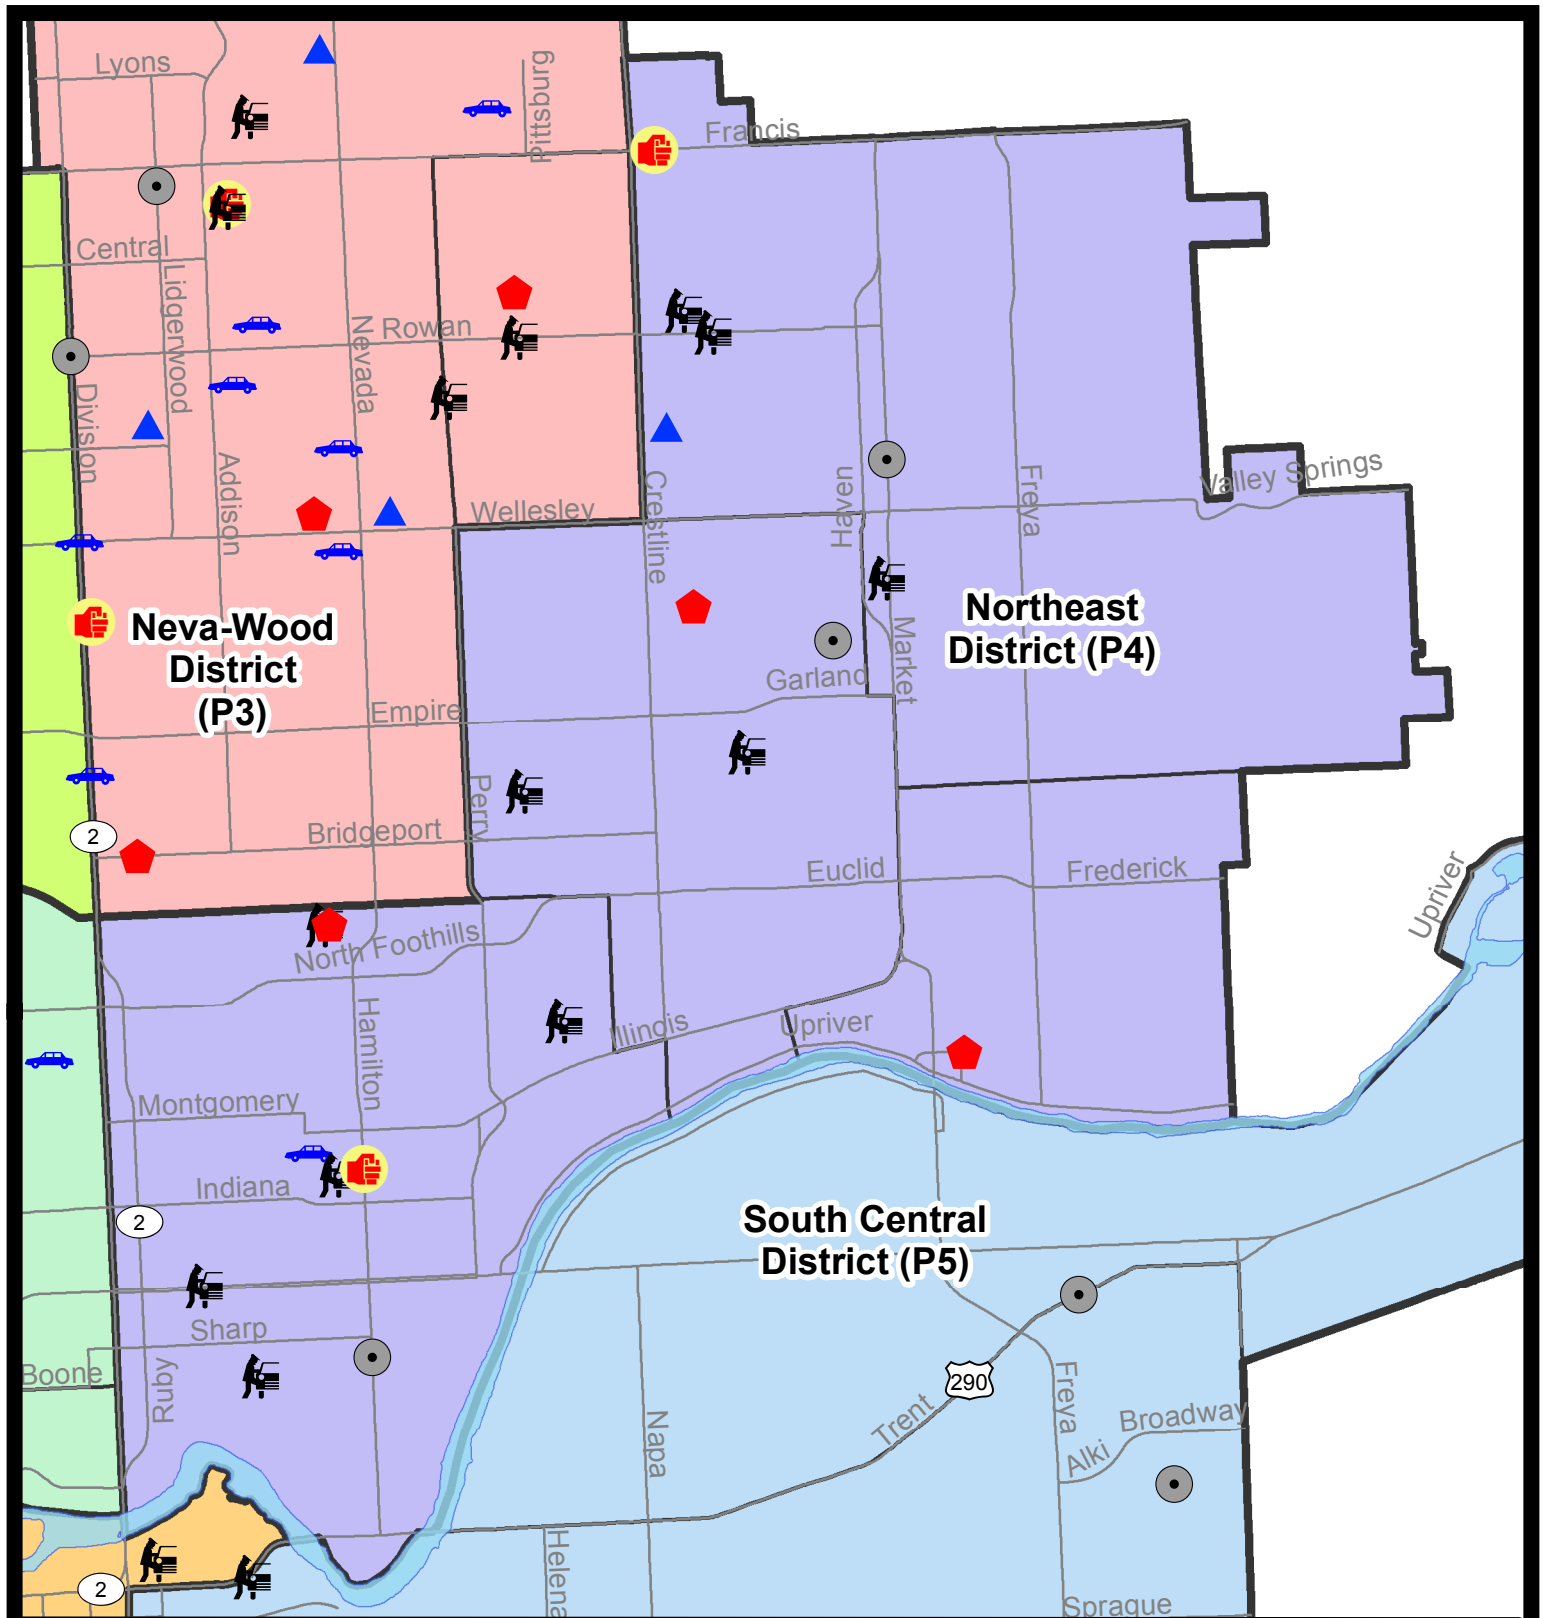 Lyons
Pittsburg
Francis
Central
Lidgerwood
Nevada
Rowan
Division
Addison
Crestline
Haven
Freya
Valley Springs
Wellesley
Neva-Wood
District
(P3)
Northeast
District (P4)
Market
Garland
Empire
Perry
2
Bridgeport
Euclid
Frederick
Upriver
North Foothills
Hamilton
Illinois
Upriver
Montgomery
Indiana
2
South Central
District (P5)
Sharp
Boone
Ruby
Napa
Trent
290
Freya
Broadway
Alki
Helena
2
Sprague